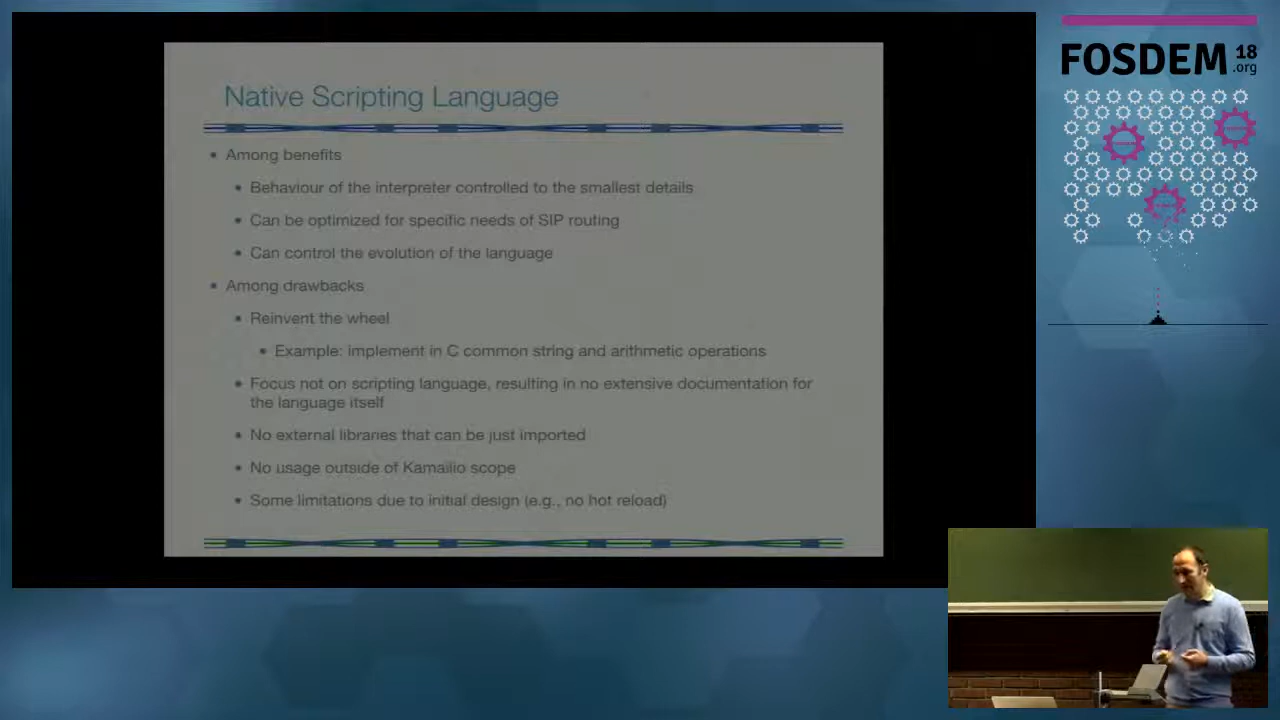 Native Scripting Language
• Among benefits
• Behaviour of the interpreter controlled to the smallest details
• Can be optimized for specific needs of SIP routing
• Can control the evolution of the language
• Among drawbacks
• Reinvent the wheel
• Example: implement in C common string and arithmetic operations
• Focus not on scripting language, resulting in no extensive documentation for
the language itself
• No external libraries that can be just imported
• No usage outside of Kamailio scope
• Some limitations due to initial design (e.g., no hot reload)
FOSDEM 18
.org